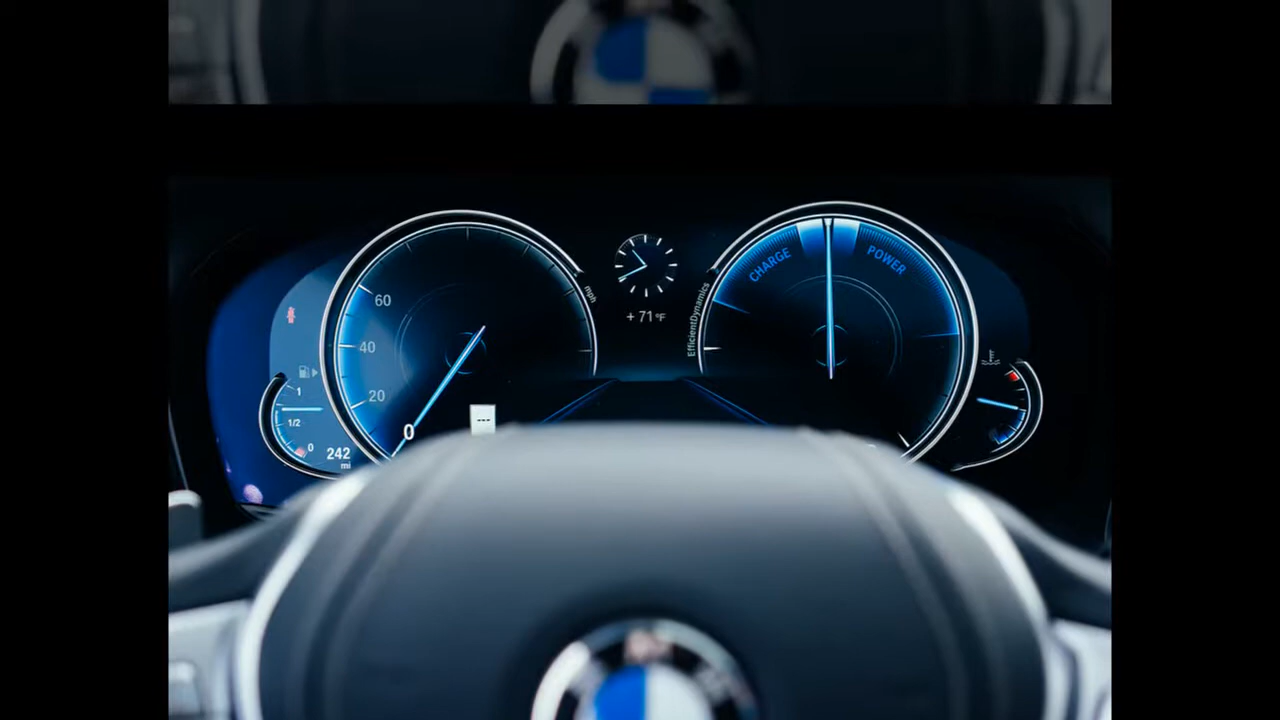 60
40
20
0
mph
+ 71 °F
EfficientDynamics
CHARGE
POWER
1
1/2
0
242
mi
---